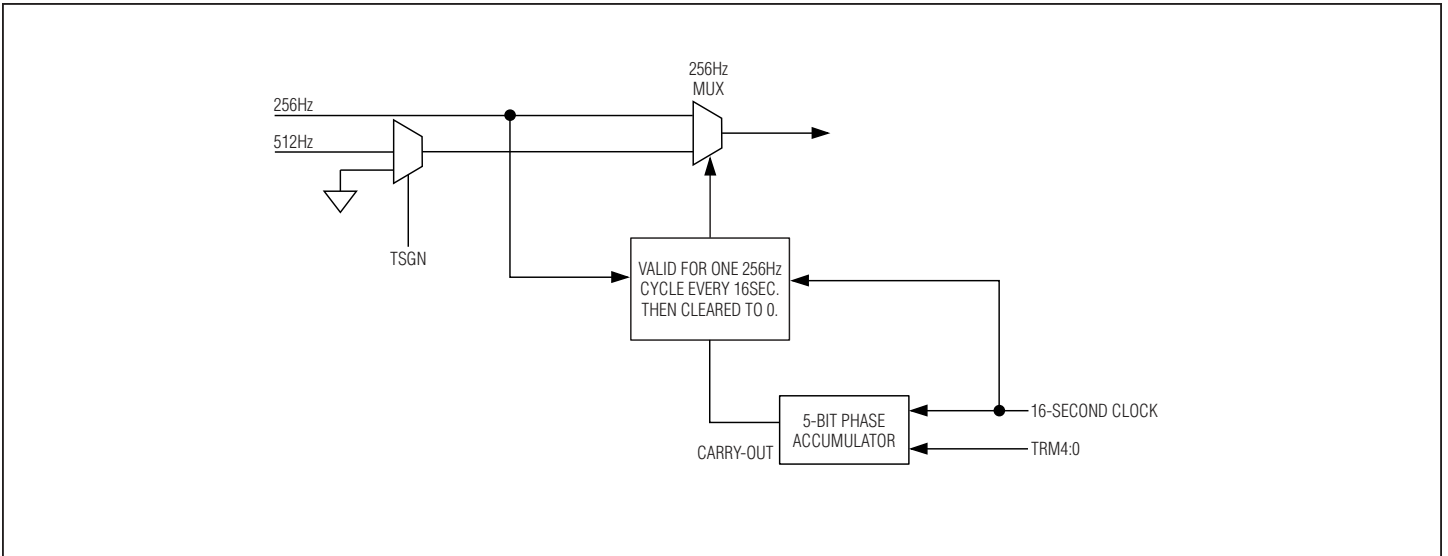 256Hz
MUX
256Hz
512Hz
TSGN
VALID FOR ONE 256Hz
CYCLE EVERY 16SEC.
THEN CLEARED TO 0.
5-BIT PHASE
ACCUMULATOR
16-SECOND CLOCK
CARRY-OUT
TRM4:0